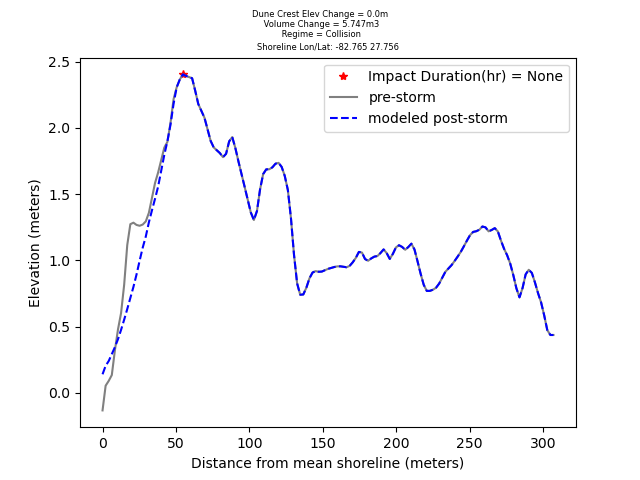 Dune Crest Elev Change = 0.0m
Volume Change = 5.747m3
Regime = Collision
Shoreline Lon/Lat: -82.765 27.756
Impact Duration(hr) = None
pre-storm
modeled post-storm
Elevation (meters)
2.5
2.0
1.5
1.0
0.5
0.0
0
50
100
150
200
250
300
Distance from mean shoreline (meters)